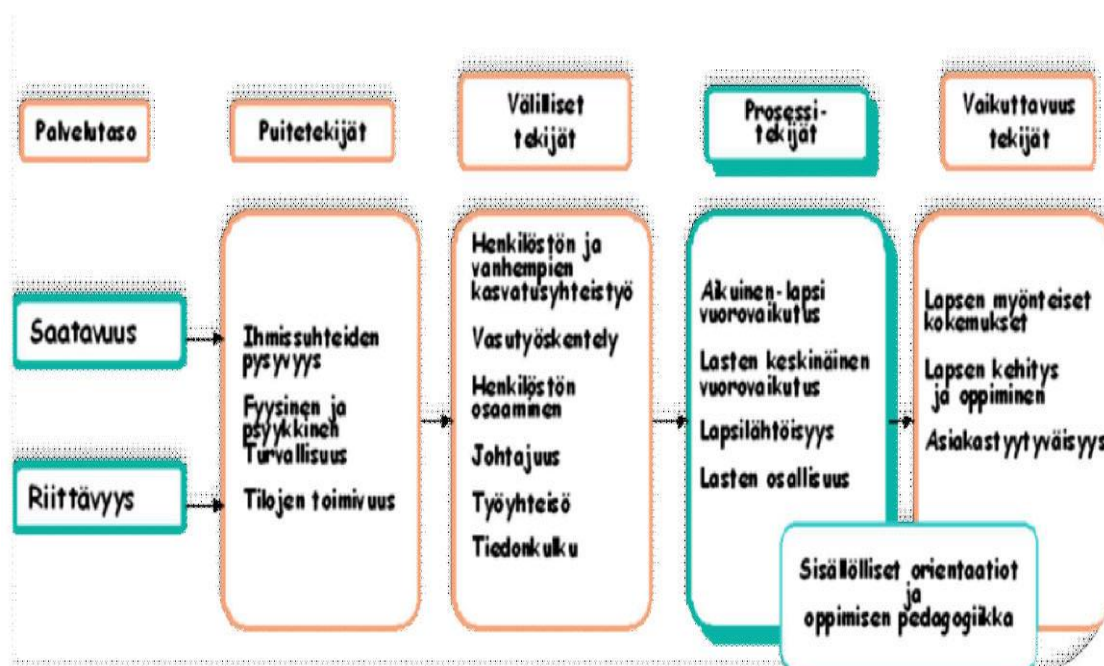 Palvelutaso
Puitetekijät
Välilliset
tekijät
Prosessi-
tekijät
Vaikuttavuus
tekijät
Saatavuus
Riittävyys
Ihmissuhteiden
pysyvyys
Fyysinen ja
psyykkinen
Turvallisuus
Tilojen toimivuus
Henkilöstön ja
vanhempien
kasvatusyhteistyö
Vasutyöskentely
Henkilöstön
osaaminen
Johtajuus
Työyhteisö
Tiedonkulku
Aikuinen-lapsi
vuorovaikutus
Lasten keskinäinen
vuorovaikutus
Lapsilähtöisyys
Lasten osallisuus
Sisällölliset orientaatiot
ja
oppimisen pedagogiikka
Lapsen myönteiset
kokemukset
Lapsen kehitys
ja oppiminen
Asiakastyytyväisyys